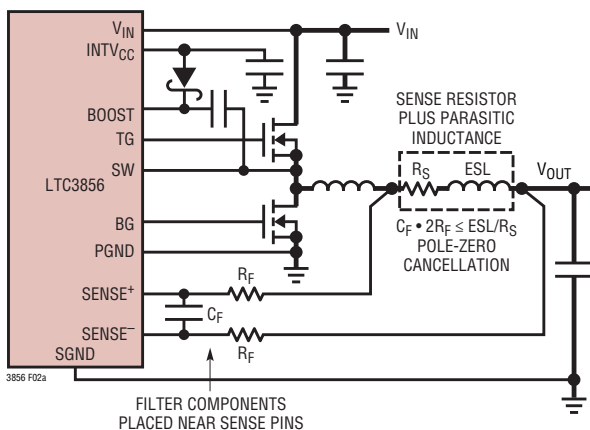 V_IN
INTV_CC
BOOST
TG
SW
LTC3856
BG
PGND
SENSE+
SENSE–
SGND
3856 F02a
V_IN
SENSE RESISTOR
PLUS PARASITIC
INDUCTANCE
R_S
ESL
V_OUT
C_F • 2R_F ≤ ESL/R_S
POLE-ZERO
CANCELLATION
R_F
C_F
R_F
FILTER COMPONENTS
PLACED NEAR SENSE PINS